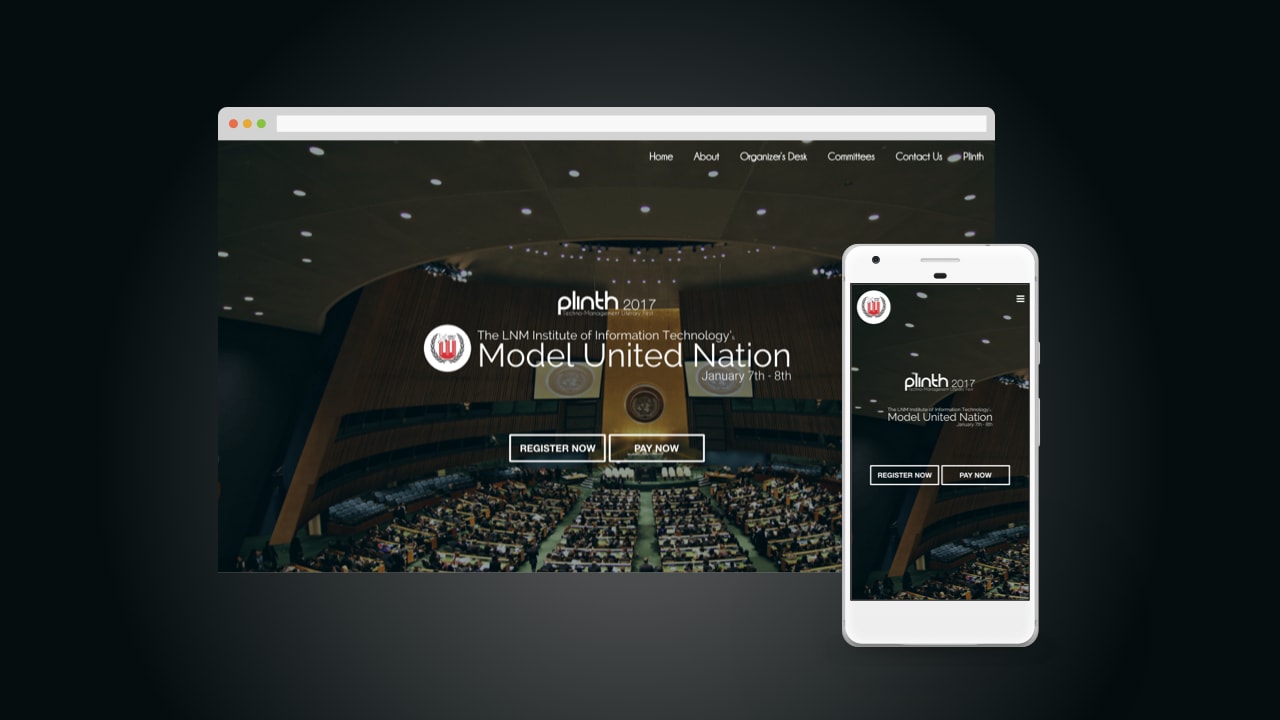 Home About Organizer's Desk Committees Contact Us Plinth
plinth 2017
Techno-Management Literary Fest
The LNM Institute of Information Technology's
Model United Nation
January 7th - 8th
REGISTER NOW PAY NOW
plinth 2017
Techno-Management Literary Fest
The LNM Institute of Information Technology's
Model United Nation
January 7th - 8th
REGISTER NOW PAY NOW